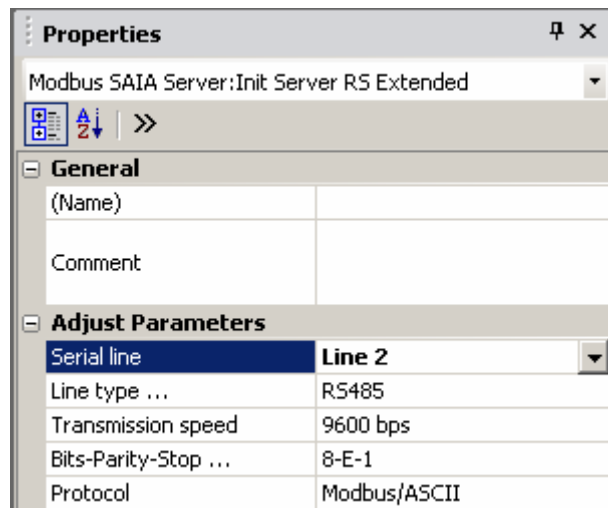 Properties
Modbus SAIA Server:Init Server RS Extended
General
(Name)
Comment
Adjust Parameters
Serial line Line 2
Line type ... RS485
Transmission speed 9600 bps
Bits-Parity-Stop ... 8-E-1
Protocol Modbus/ASCII